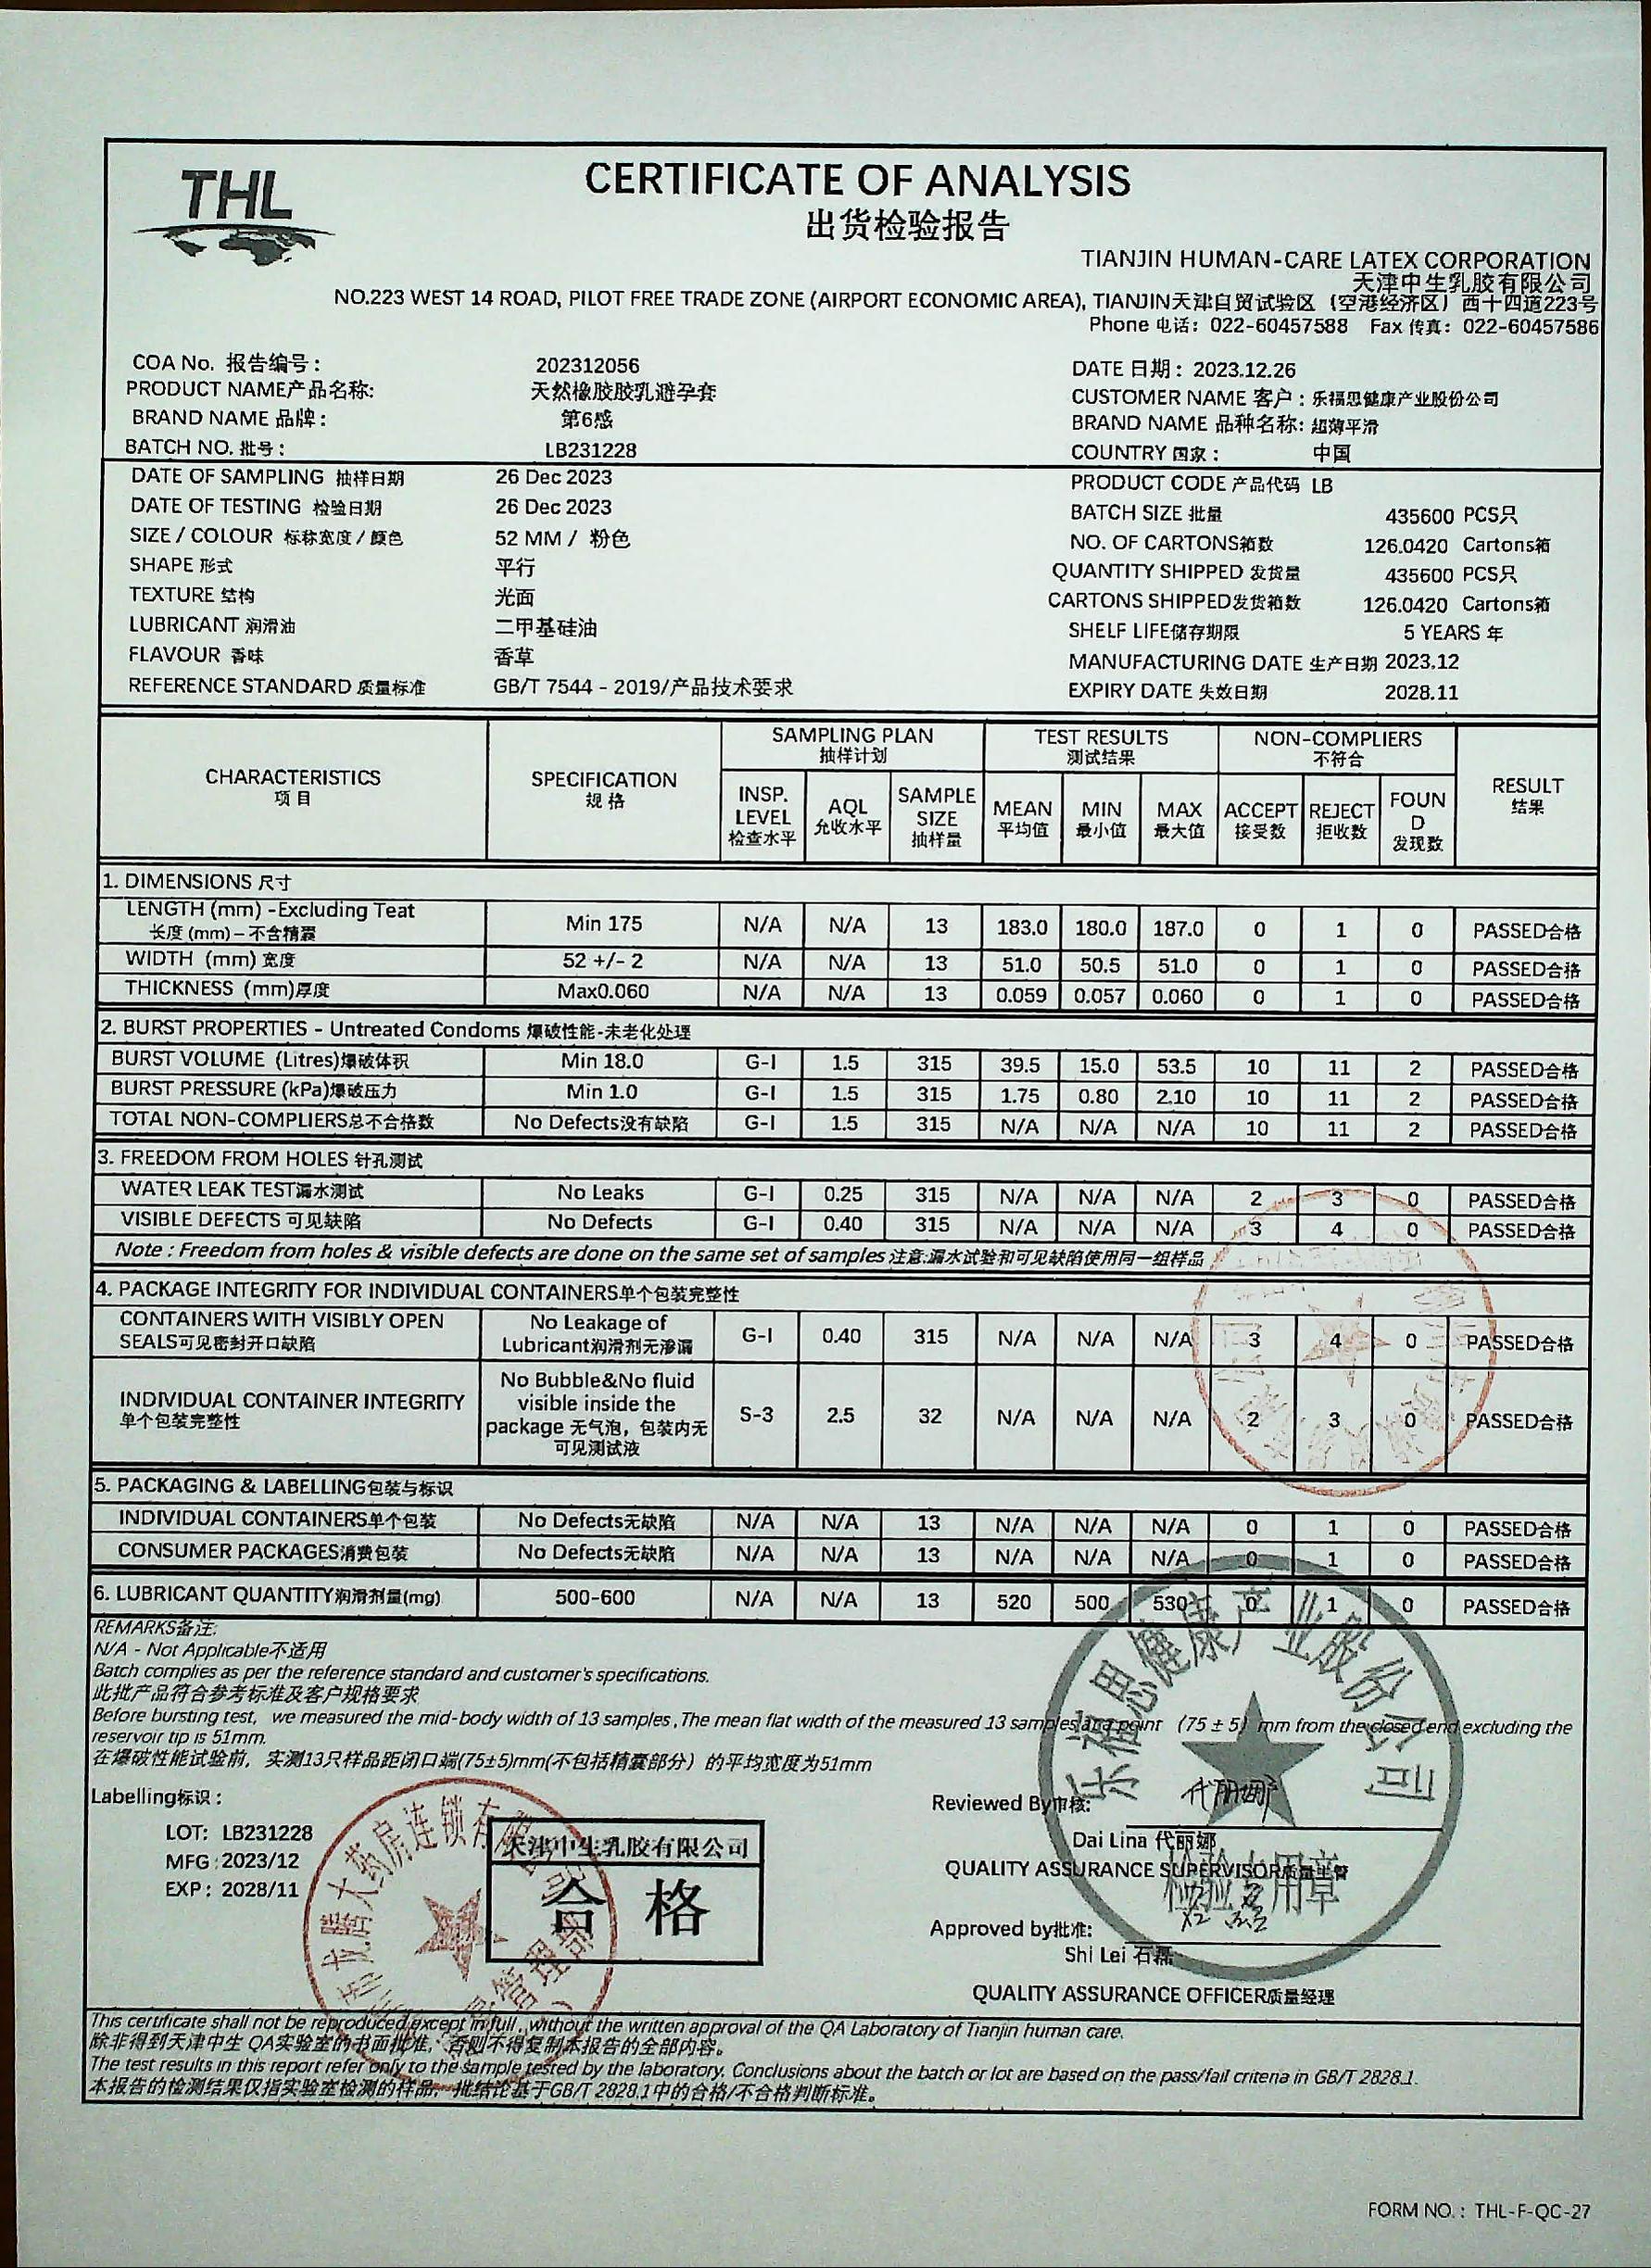 THL
CERTIFICATE OF ANALYSIS
出货检验报告
TIANJIN HUMAN-CARE LATEX CORPORATION
天津中生乳胶有限公司
NO.223 WEST 14 ROAD, PILOT FREE TRADE ZONE (AIRPORT ECONOMIC AREA), TIANJIN天津自贸试验区（空港经济区）西十四道223号
Phone 电话: 022-60457588 Fax 传真: 022-60457586
COA No. 报告编号: 202312056 DATE 日期: 2023.12.26
PRODUCT NAME产品名称: 天然橡胶胶乳避孕套 CUSTOMER NAME 客户: 乐福思健康产业股份公司
BRAND NAME 品牌: 第6感 BRAND NAME 品种名称: 超薄平滑
BATCH NO. 批号: LB231228 COUNTRY 国家: 中国
DATE OF SAMPLING 抽样日期 26 Dec 2023 PRODUCT CODE 产品代码 LB
DATE OF TESTING 检验日期 26 Dec 2023 BATCH SIZE 批量 435600 PCS只
SIZE / COLOUR 标称宽度 / 颜色 52 MM / 粉色 NO. OF CARTONS箱数 126.0420 Cartons箱
SHAPE 形式 平行 QUANTITY SHIPPED 发货量 435600 PCS只
TEXTURE 结构 光面 CARTONS SHIPPED发货箱数 126.0420 Cartons箱
LUBRICANT 润滑油 二甲基硅油 SHELF LIFE储存期限 5 YEARS 年
FLAVOUR 香味 香草 MANUFACTURING DATE 生产日期 2023.12
REFERENCE STANDARD 质量标准 GB/T 7544 - 2019/产品技术要求 EXPIRY DATE 失效日期 2028.11
CHARACTERISTICS 项目 SPECIFICATION 规格 SAMPLING PLAN 抽样计划 TEST RESULTS 测试结果 NON-COMPLIERS 不符合 RESULT 结果
INSP. LEVEL 检查水平 AQL 允收水平 SAMPLE SIZE 抽样量 MEAN 平均值 MIN 最小值 MAX 最大值 ACCEPT 接受数 REJECT 拒收数 FOUN D 发现数
1. DIMENSIONS 尺寸
LENGTH (mm) -Excluding Teat 长度 (mm) – 不含精囊 Min 175 N/A N/A 13 183.0 180.0 187.0 0 1 0 PASSED合格
WIDTH (mm) 宽度 52 +/- 2 N/A N/A 13 51.0 50.5 51.0 0 1 0 PASSED合格
THICKNESS (mm)厚度 Max0.060 N/A N/A 13 0.059 0.057 0.060 0 1 0 PASSED合格
2. BURST PROPERTIES - Untreated Condoms 爆破性能-未老化处理
BURST VOLUME (Litres)爆破体积 Min 18.0 G-I 1.5 315 39.5 15.0 53.5 10 11 2 PASSED合格
BURST PRESSURE (kPa)爆破压力 Min 1.0 G-I 1.5 315 1.75 0.80 2.10 10 11 2 PASSED合格
TOTAL NON-COMPLIERS总不合格数 No Defects没有缺陷 G-I 1.5 315 N/A N/A N/A 10 11 2 PASSED合格
3. FREEDOM FROM HOLES 针孔测试
WATER LEAK TEST漏水测试 No Leaks G-I 0.25 315 N/A N/A N/A 2 3 0 PASSED合格
VISIBLE DEFECTS 可见缺陷 No Defects G-I 0.40 315 N/A N/A N/A 3 4 0 PASSED合格
Note : Freedom from holes & visible defects are done on the same set of samples 注意:漏水试验和可见缺陷使用同一组样品
4. PACKAGE INTEGRITY FOR INDIVIDUAL CONTAINERS单个包装完整性
CONTAINERS WITH VISIBLY OPEN SEALS可见密封开口缺陷 No Leakage of Lubricant润滑剂无渗漏 G-I 0.40 315 N/A N/A N/A 3 4 0 PASSED合格
INDIVIDUAL CONTAINER INTEGRITY 单个包装完整性 No Bubble&No fluid visible inside the package 无气泡，包装内无可见测试液 S-3 2.5 32 N/A N/A N/A 2 3 0 PASSED合格
5. PACKAGING & LABELLING包装与标识
INDIVIDUAL CONTAINERS单个包装 No Defects无缺陷 N/A N/A 13 N/A N/A N/A 0 1 0 PASSED合格
CONSUMER PACKAGES消费包装 No Defects无缺陷 N/A N/A 13 N/A N/A N/A 0 1 0 PASSED合格
6. LUBRICANT QUANTITY润滑剂量(mg) 500-600 N/A N/A 13 520 500 530 0 1 0 PASSED合格
REMARKS备注:
N/A - Not Applicable不适用
Batch complies as per the reference standard and customer's specifications.
此批产品符合参考标准及客户规格要求
Before bursting test, we measured the mid-body width of 13 samples,The mean flat width of the measured 13 samples at a point (75 ± 5) mm from the closed end excluding the
reservoir tip is 51mm.
在爆破性能试验前，实测13只样品距闭口端(75±5)mm(不包括精囊部分）的平均宽度为51mm
Labelling标识:
LOT: LB231228
MFG: 2023/12
EXP: 2028/11
天津中生乳胶有限公司
合格
大药房连锁有
管理
乐福思健康产业股份公司
检验专用章
Reviewed By审核:
代丽娜
Dai Lina 代丽娜
QUALITY ASSURANCE SUPERVISOR质量主管
Approved by批准:
Shi Lei 石磊
QUALITY ASSURANCE OFFICER质量经理
This certificate shall not be reproduced except in full, without the written approval of the QA Laboratory of Tianjin human care.
除非得到天津中生 QA实验室的书面批准，否则不得复制本报告的全部内容。
The test results in this report refer only to the sample tested by the laboratory. Conclusions about the batch or lot are based on the pass/fail criteria in GB/T 2828.1.
本报告的检测结果仅指实验室检测的样品，批结论基于GB/T 2828.1中的合格/不合格判断标准。
FORM NO.: THL-F-QC-27